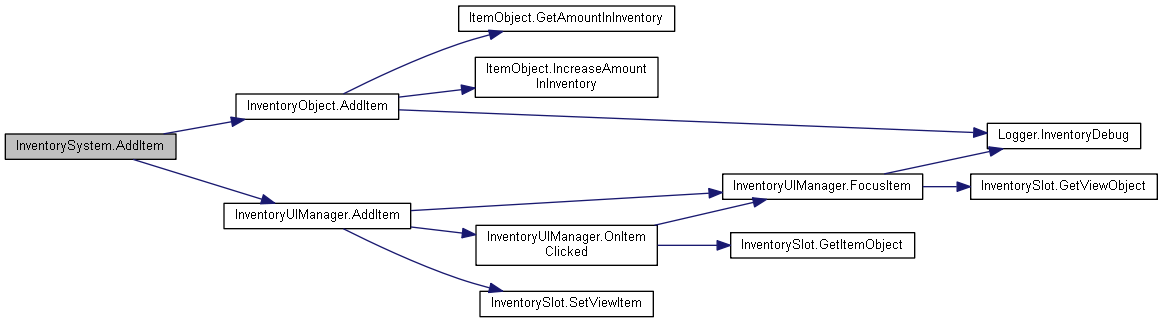 ItemObject.GetAmountInInventory
ItemObject.IncreaseAmount
InInventory
InventoryObject.AddItem
Logger.InventoryDebug
InventorySystem.AddItem
InventoryUIManager.FocusItem
InventorySlot.GetViewObject
InventoryUIManager.AddItem
InventoryUIManager.OnItem
Clicked
InventorySlot.GetItemObject
InventorySlot.SetViewItem